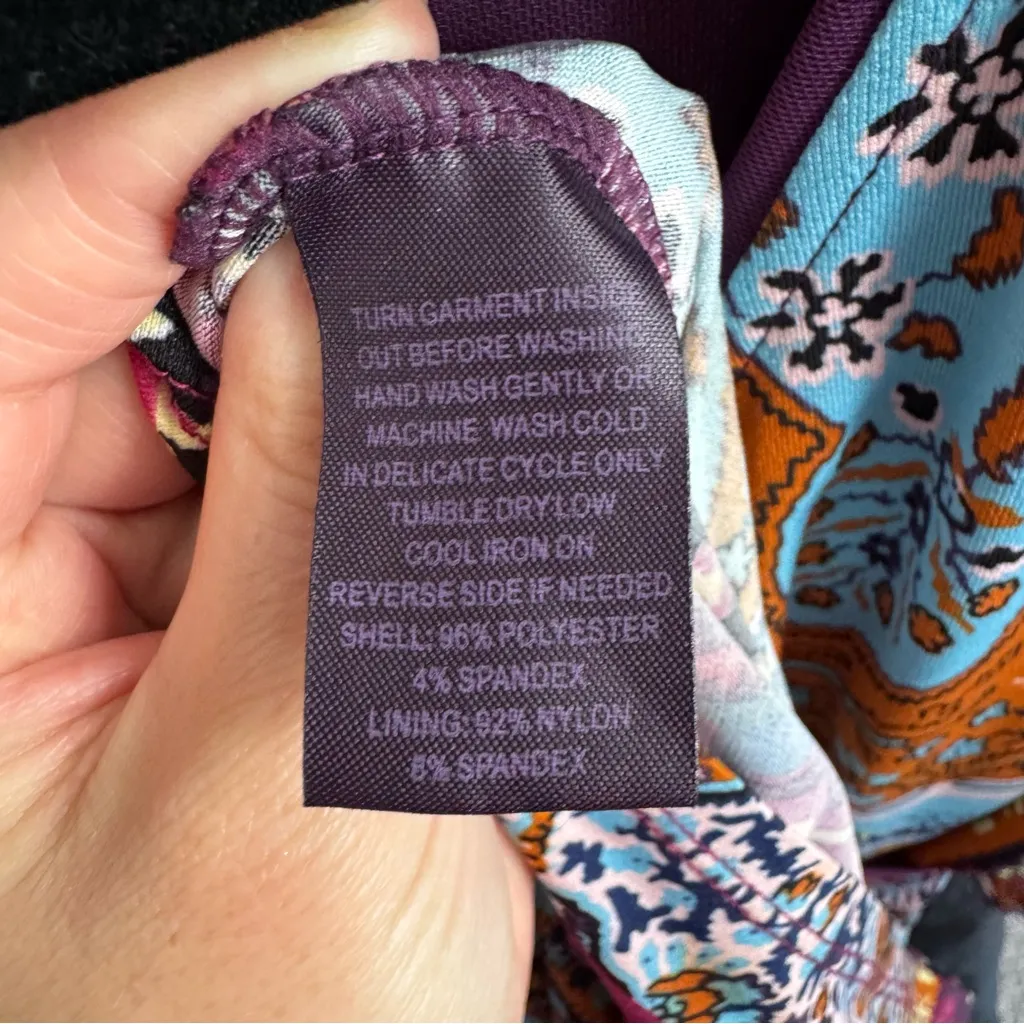 TURN GARMENT INSIDE
OUT BEFORE WASHING
HAND WASH GENTLY OR
MACHINE WASH COLD
IN DELICATE CYCLE ONLY
TUMBLE DRY LOW
COOL IRON ON
REVERSE SIDE IF NEEDED
SHELL: 96% POLYESTER
4% SPANDEX
LINING: 92% NYLON
8% SPANDEX